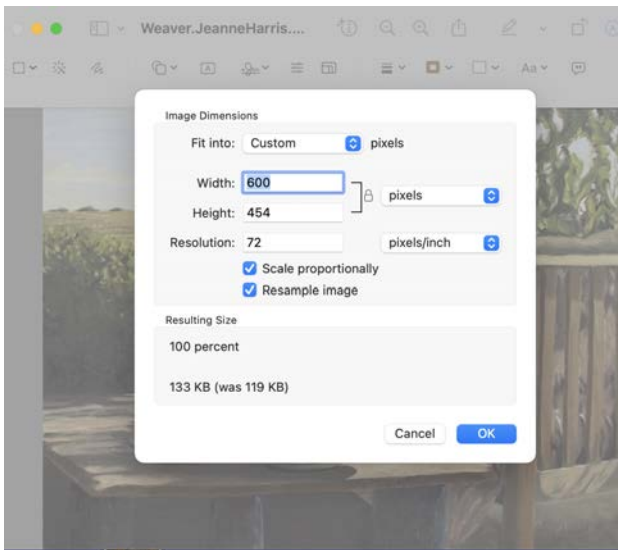 Weaver.JeanneHarris....
A
Aa
Image Dimensions
Fit into: Custom pixels
Width: 600
pixels
Height: 454
Resolution: 72 pixels/inch
Scale proportionally
Resample image
Resulting Size
100 percent
133 KB (was 119 KB)
Cancel OK